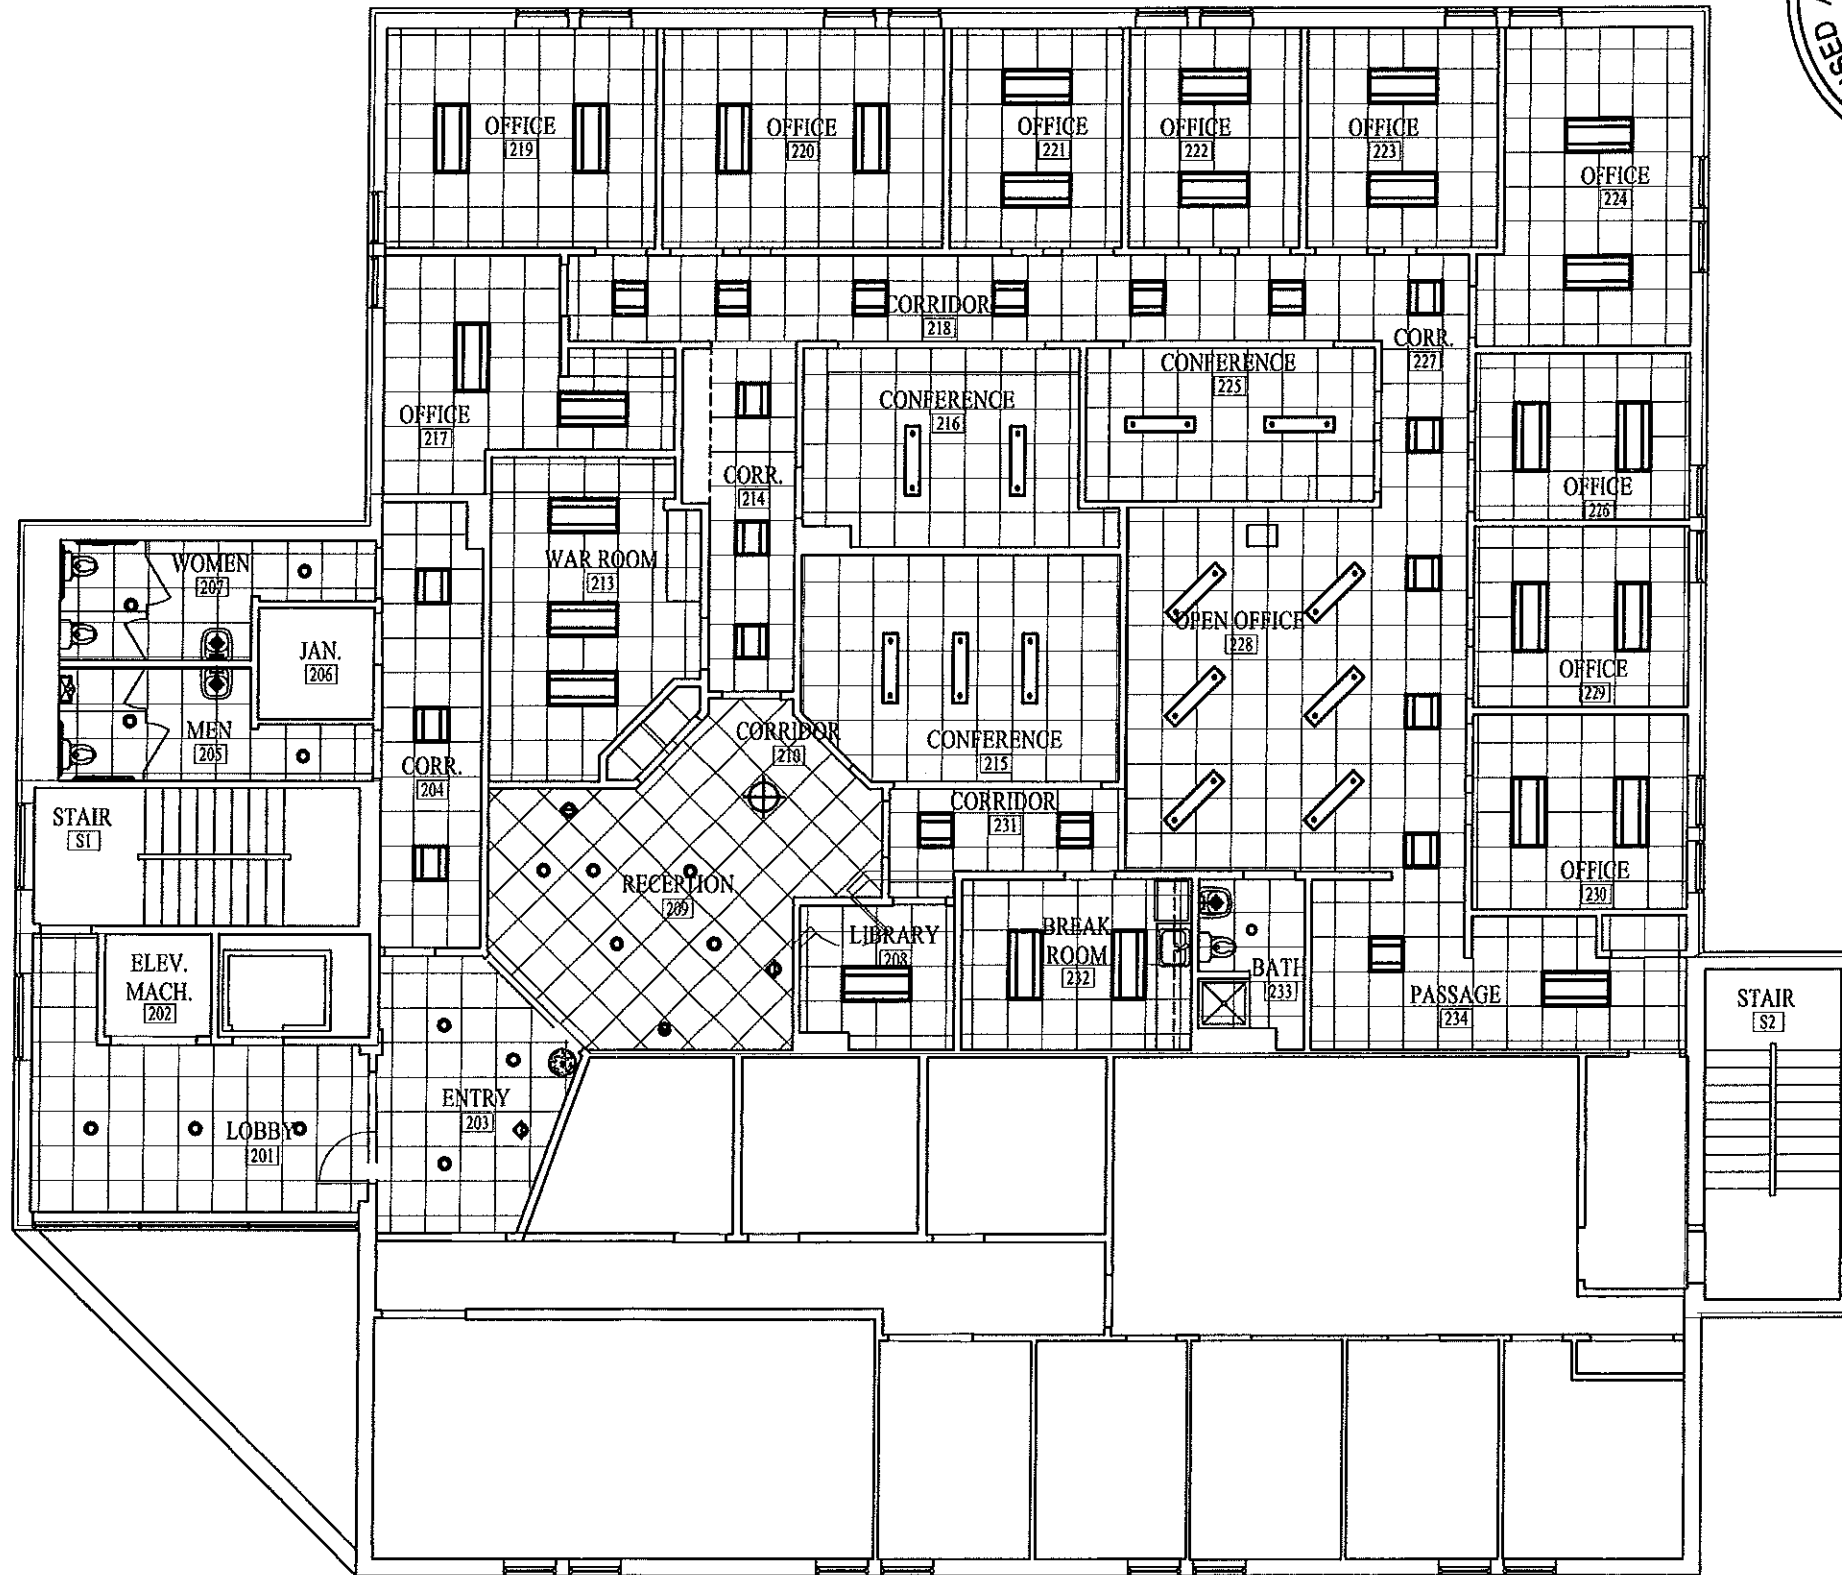 SED A
OFFICE
219
OFFICE
220
OFFICE
221
OFFICE
222
OFFICE
223
OFFICE
224
CORRIDOR
218
CORR.
227
OFFICE
217
CONFERENCE
216
CONFERENCE
225
CORR.
214
OFFICE
226
WOMEN
207
WAR ROOM
213
JAN.
206
OPEN OFFICE
228
OFFICE
229
MEN
205
CORRIDOR
210
CONFERENCE
215
CORR.
204
STAIR
S1
CORRIDOR
231
OFFICE
230
RECEPTION
209
LIBRARY
208
BREAK
ROOM
232
BATH
233
ELEV.
MACH.
202
PASSAGE
234
STAIR
S2
ENTRY
203
LOBBY
201